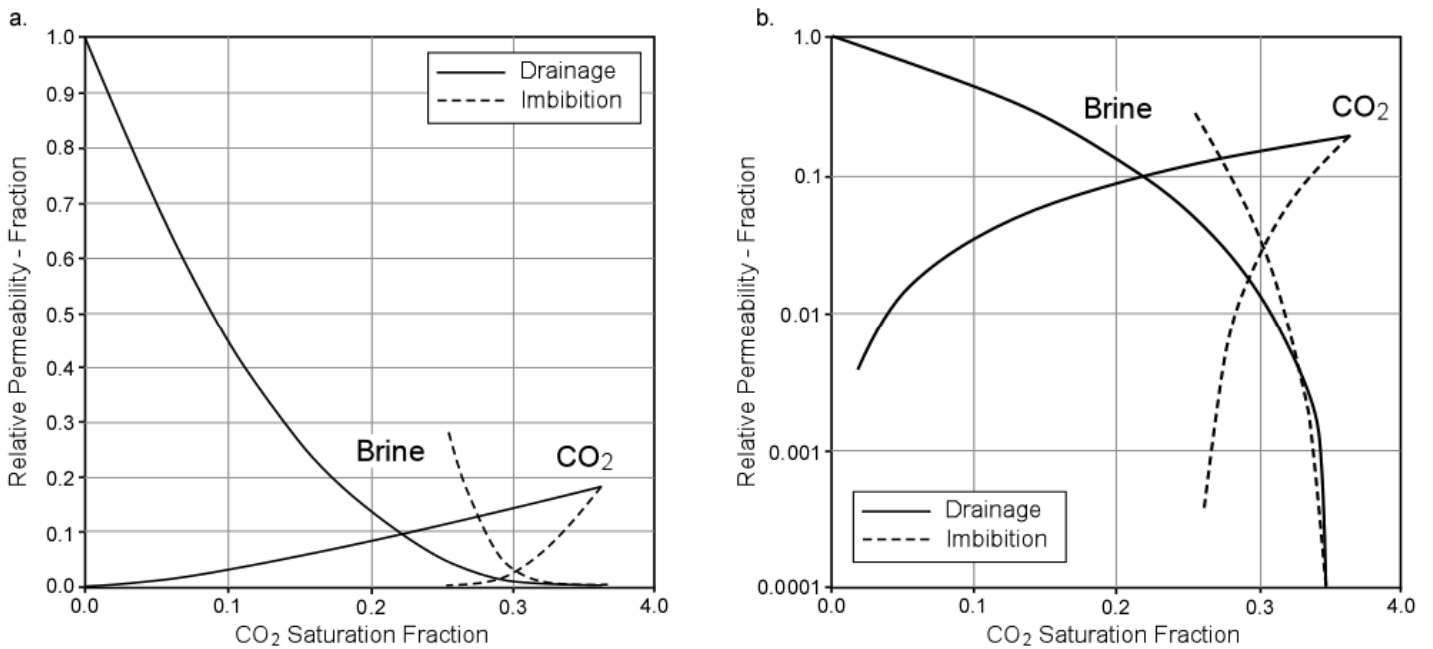 a.
Relative Permeability - Fraction
1.0
0.9
0.8
0.7
0.6
0.5
0.4
0.3
0.2
0.1
0.0
Drainage
Imbibition
Brine
CO₂
0.0 0.1 0.2 0.3 4.0
CO₂ Saturation Fraction
b.
Relative Permeability - Fraction
1.0
0.1
0.01
0.001
0.0001
Brine
CO₂
Drainage
Imbibition
0.0 0.1 0.2 0.3 4.0
CO₂ Saturation Fraction